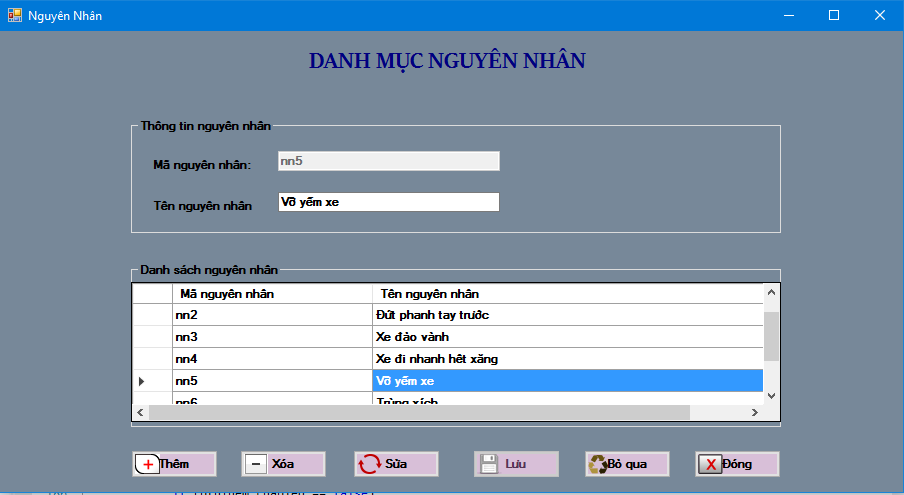 Nguyên Nhân
DANH MỤC NGUYÊN NHÂN
Thông tin nguyên nhân
Mã nguyên nhân: nn5
Tên nguyên nhân Vỡ yếm xe
Danh sách nguyên nhân
Mã nguyên nhân Tên nguyên nhân
nn2 Đứt phanh tay trước
nn3 Xe đảo vành
nn4 Xe đi nhanh hết xăng
nn5 Vỡ yếm xe
nn6 Trùng xích
Thêm Xóa Sửa Lưu Bỏ qua Đóng